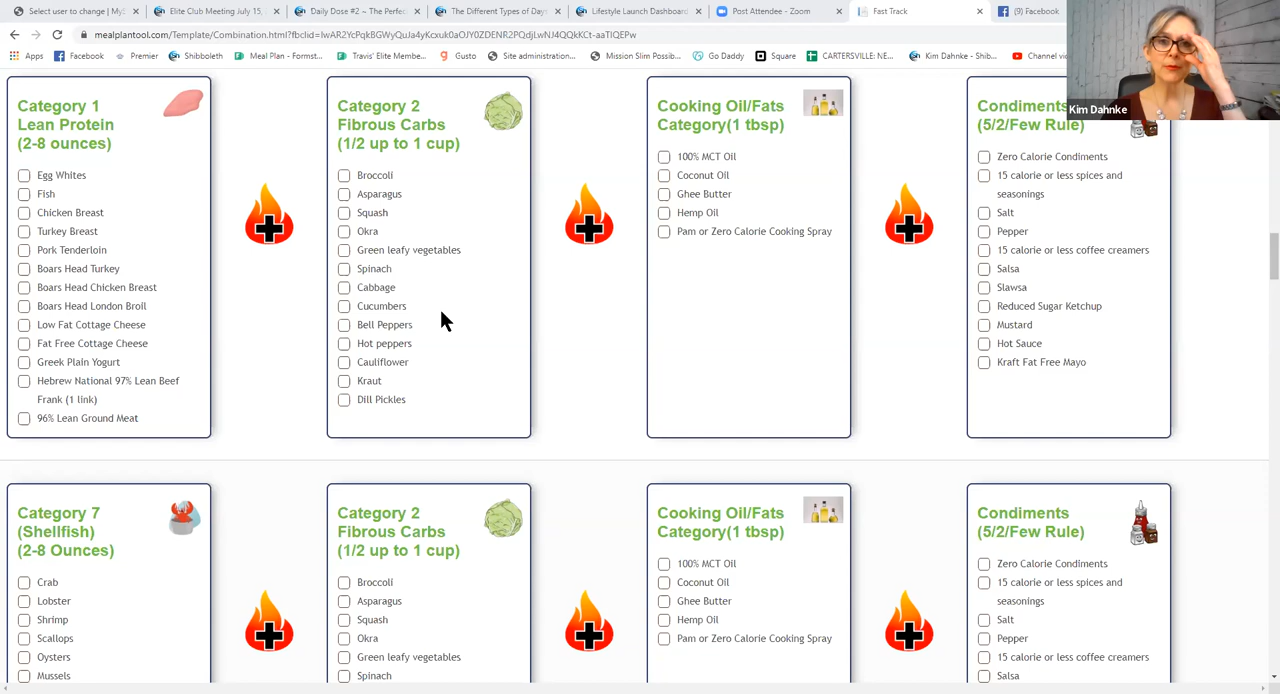 Select user to change | MyS
Elite Club Meeting July 15,
Daily Dose #2 ~ The Perfe
The Different Types of Day
Lifestyle Launch Dashboard
Post Attendee - Zoom
Fast Track
(9) Facebook
Apps
Facebook
Premier
Shibboleth
Meal Plan - Formst...
Travis' Elite Membe...
Gusto
Site administration...
Mission Slim Possib...
Go Daddy
Square
CARTERSVILLE: NE...
Kim Dahnke - Shib...
Channel vi
Kim Dahnke
Category 1
Lean Protein
(2-8 ounces)
Egg Whites
Fish
Chicken Breast
Turkey Breast
Pork Tenderloin
Boars Head Turkey
Boars Head Chicken Breast
Boars Head London Broil
Low Fat Cottage Cheese
Fat Free Cottage Cheese
Greek Plain Yogurt
Hebrew National 97% Lean Beef
Frank (1 link)
96% Lean Ground Meat
Category 2
Fibrous Carbs
(1/2 up to 1 cup)
Broccoli
Asparagus
Squash
Okra
Green leafy vegetables
Spinach
Cabbage
Cucumbers
Bell Peppers
Hot peppers
Cauliflower
Kraut
Dill Pickles
Cooking Oil/Fats
Category(1 tbsp)
100% MCT Oil
Coconut Oil
Ghee Butter
Hemp Oil
Pam or Zero Calorie Cooking Spray
Condiments
(5/2/Few Rule)
Zero Calorie Condiments
15 calorie or less spices and
seasonings
Salt
Pepper
15 calorie or less coffee creamers
Salsa
Slawsa
Reduced Sugar Ketchup
Mustard
Hot Sauce
Kraft Fat Free Mayo
Category 7
(Shellfish)
(2-8 Ounces)
Crab
Lobster
Shrimp
Scallops
Oysters
Mussels
Category 2
Fibrous Carbs
(1/2 up to 1 cup)
Broccoli
Asparagus
Squash
Okra
Green leafy vegetables
Spinach
Cooking Oil/Fats
Category(1 tbsp)
100% MCT Oil
Coconut Oil
Ghee Butter
Hemp Oil
Pam or Zero Calorie Cooking Spray
Condiments
(5/2/Few Rule)
Zero Calorie Condiments
15 calorie or less spices and
seasonings
Salt
Pepper
15 calorie or less coffee creamers
Salsa